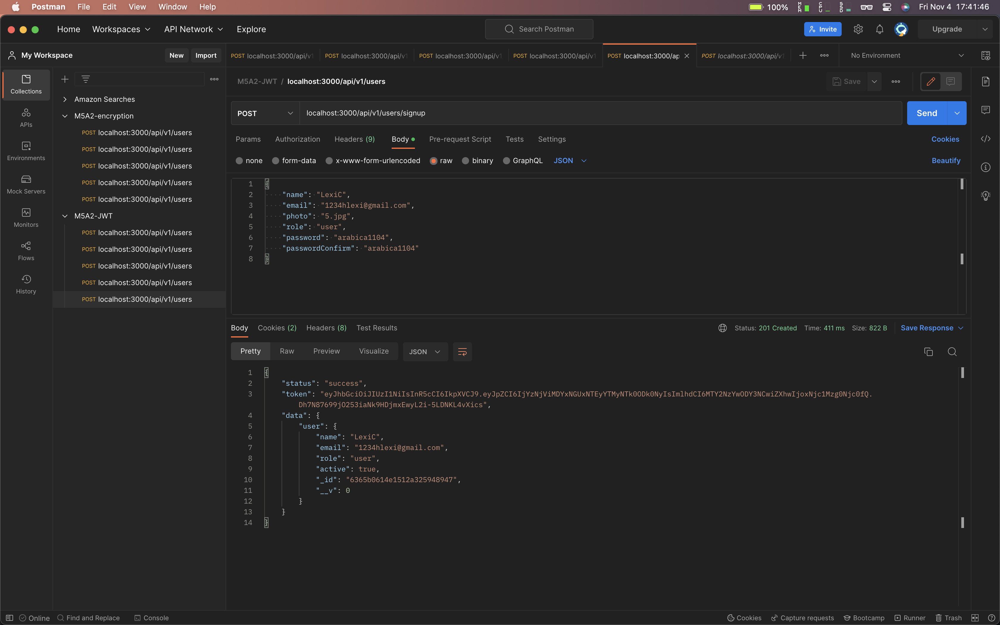 Postman File Edit View Window Help 100% MEM CPU SSD Fri Nov 4 17:41:46
Home Workspaces API Network Explore Search Postman Invite Upgrade
My Workspace New Import
POST localhost:3000/api/v1 POST localhost:3000/api/v1 POST localhost:3000/api/v1 POST localhost:3000/api/v1 POST localhost:3000/ap POST localhost:3000/api/v1 No Environment
Collections
APIs
Environments
Mock Servers
Monitors
Flows
History
Amazon Searches
M5A2-encryption
POST localhost:3000/api/v1/users
POST localhost:3000/api/v1/users
POST localhost:3000/api/v1/users
POST localhost:3000/api/v1/users
POST localhost:3000/api/v1/users
M5A2-JWT
POST localhost:3000/api/v1/users
POST localhost:3000/api/v1/users
POST localhost:3000/api/v1/users
POST localhost:3000/api/v1/users
POST localhost:3000/api/v1/users
M5A2-JWT / localhost:3000/api/v1/users Save
POST localhost:3000/api/v1/users/signup Send
Params Authorization Headers (9) Body Pre-request Script Tests Settings Cookies
none form-data x-www-form-urlencoded raw binary GraphQL JSON Beautify
1 {
2 "name": "LexiC",
3 "email": "1234hlexi@gmail.com",
4 "photo": "5.jpg",
5 "role": "user",
6 "password": "arabica1104",
7 "passwordConfirm": "arabica1104"
8 }
Body Cookies (2) Headers (8) Test Results Status: 201 Created Time: 411 ms Size: 822 B Save Response
Pretty Raw Preview Visualize JSON
1 {
2 "status": "success",
3 "token": "eyJhbGciOiJIUzI1NiIsInR5cCI6IkpXVCJ9.eyJpZCI6IjYzNjViMDYxNGUxNTEyYTMyNTk0ODk0NyIsImlhdCI6MTY2NzYwODY3NCwiZXhwIjoxNjc1Mzg0Njc0fQ.
Dh7N87699jO253iaNk9HDjmxEwyL2i-5LDNKL4vXics",
4 "data": {
5 "user": {
6 "name": "LexiC",
7 "email": "1234hlexi@gmail.com",
8 "role": "user",
9 "active": true,
10 "_id": "6365b0614e1512a325948947",
11 "__v": 0
12 }
13 }
14 }
Online Find and Replace Console Cookies Capture requests Bootcamp Runner Trash